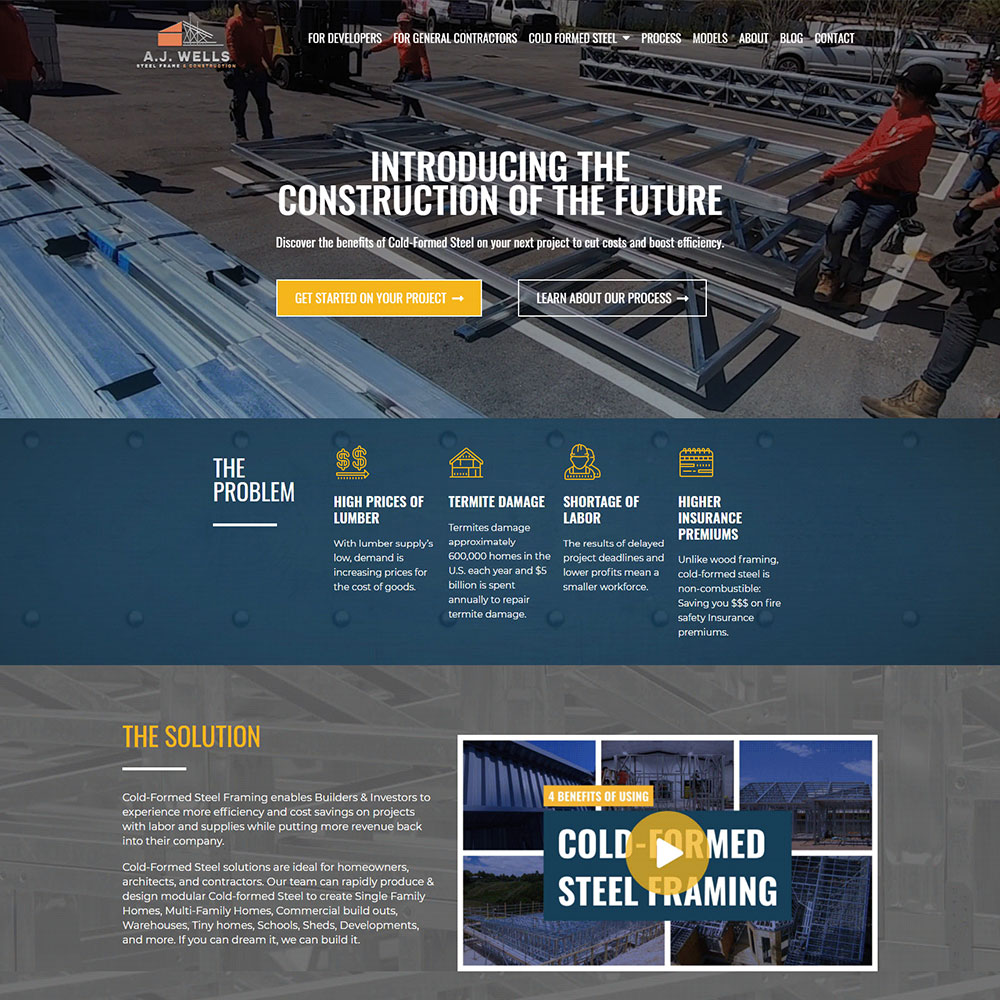 A.J. WELLS
STEEL FRAME & CONSTRUCTION
FOR DEVELOPERS FOR GENERAL CONTRACTORS COLD FORMED STEEL PROCESS MODELS ABOUT BLOG CONTACT
INTRODUCING THE
CONSTRUCTION OF THE FUTURE
Discover the benefits of Cold-Formed Steel on your next project to cut costs and boost efficiency.
GET STARTED ON YOUR PROJECT →
LEARN ABOUT OUR PROCESS →
THE
PROBLEM
HIGH PRICES OF
LUMBER
With lumber supply's
low, demand is
increasing prices for
the cost of goods.
TERMITE DAMAGE
Termites damage
approximately
600,000 homes in the
U.S. each year and $5
billion is spent
annually to repair
termite damage.
SHORTAGE OF
LABOR
The results of delayed
project deadlines and
lower profits mean a
smaller workforce.
HIGHER
INSURANCE
PREMIUMS
Unlike wood framing,
cold-formed steel is
non-combustible:
Saving you $$$ on fire
safety Insurance
premiums.
THE SOLUTION
Cold-Formed Steel Framing enables Builders & Investors to
experience more efficiency and cost savings on projects
with labor and supplies while putting more revenue back
into their company.
Cold-Formed Steel solutions are ideal for homeowners,
architects, and contractors. Our team can rapidly produce &
design modular Cold-formed Steel to create Single Family
Homes, Multi-Family Homes, Commercial build outs,
Warehouses, Tiny homes, Schools, Sheds, Developments,
and more. If you can dream it, we can build it.
4 BENEFITS OF USING
COLD-FORMED
STEEL FRAMING